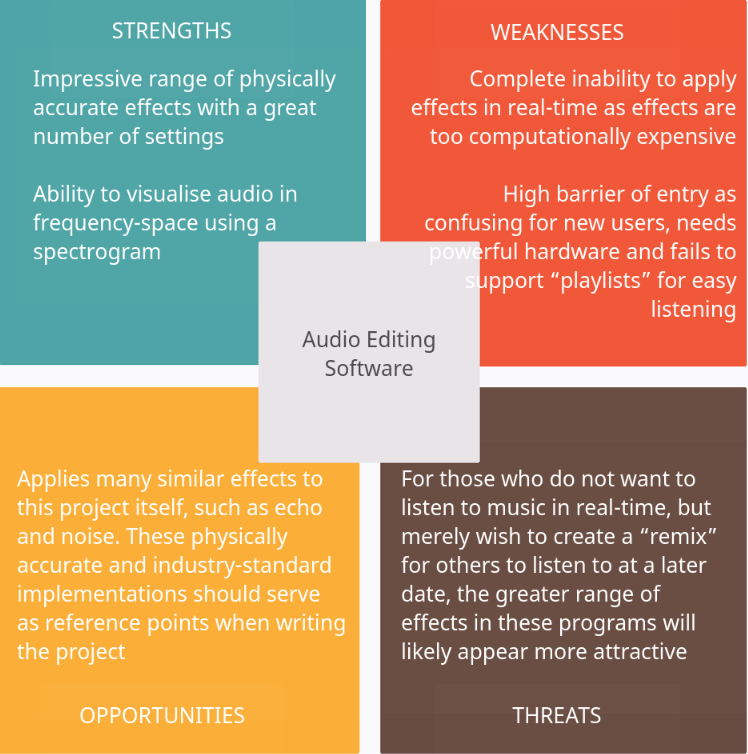 STRENGTHS
Impressive range of physically
accurate effects with a great
number of settings
Ability to visualise audio in
frequency-space using a
spectrogram
WEAKNESSES
Complete inability to apply
effects in real-time as effects are
too computationally expensive
High barrier of entry as
confusing for new users, needs
powerful hardware and fails to
support “playlists” for easy
listening
Audio Editing
Software
Applies many similar effects to
this project itself, such as echo
and noise. These physically
accurate and industry-standard
implementations should serve
as reference points when writing
the project
OPPORTUNITIES
For those who do not want to
listen to music in real-time, but
merely wish to create a “remix”
for others to listen to at a later
date, the greater range of
effects in these programs will
likely appear more attractive
THREATS